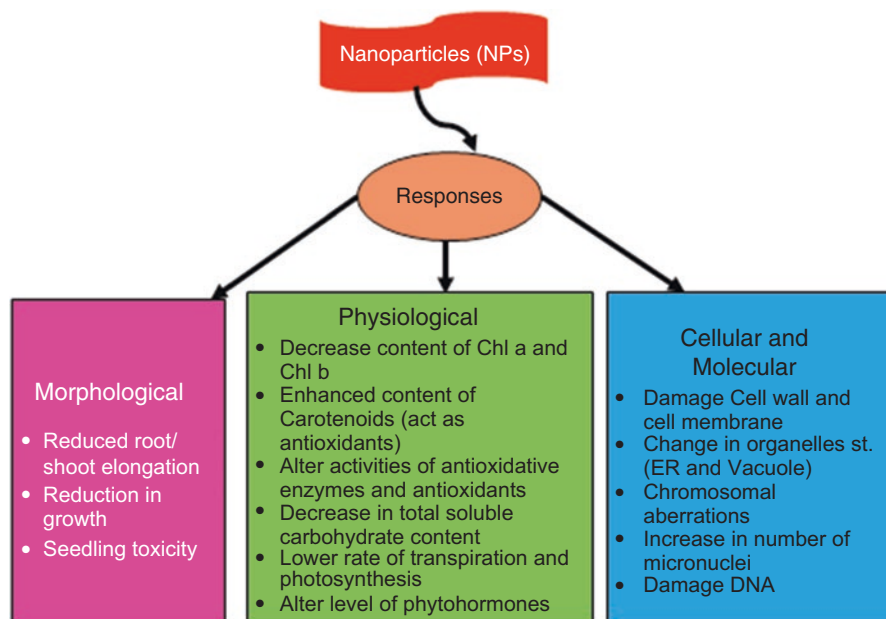 Nanoparticles (NPs)
Responses
Morphological
• Reduced root/
shoot elongation
• Reduction in
growth
• Seedling toxicity
Physiological
• Decrease content of Chl a and
Chl b
• Enhanced content of
Carotenoids (act as
antioxidants)
• Alter activities of antioxidative
enzymes and antioxidants
• Decrease in total soluble
carbohydrate content
• Lower rate of transpiration and
photosynthesis
• Alter level of phytohormones
Cellular and
Molecular
• Damage Cell wall and
cell membrane
• Change in organelles st.
(ER and Vacuole)
• Chromosomal
aberrations
• Increase in number of
micronuclei
• Damage DNA